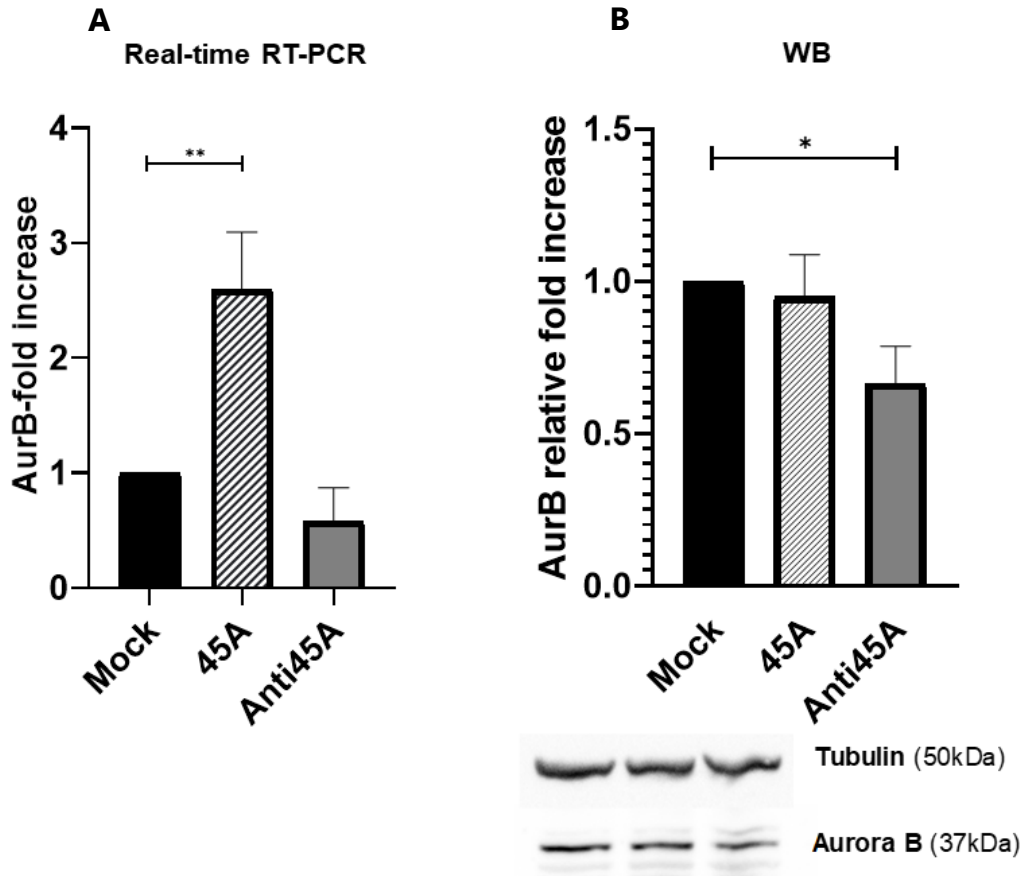 A
Real-time RT-PCR
AurB-fold increase
4
3
2
1
0
**
Mock
45A
Anti45A
B
WB
AurB relative fold increase
1.5
1.0
0.5
0.0
*
Mock
45A
Anti45A
Tubulin (50kDa)
Aurora B (37kDa)